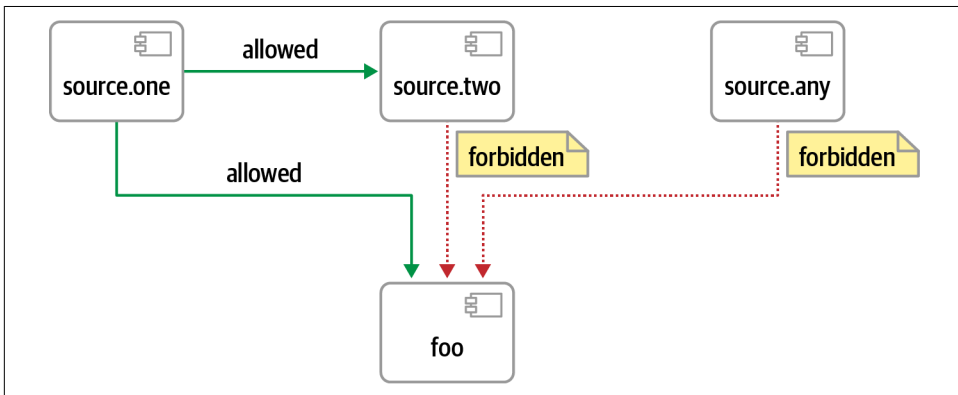 allowed
source.one
source.two
source.any
forbidden
forbidden
allowed
foo